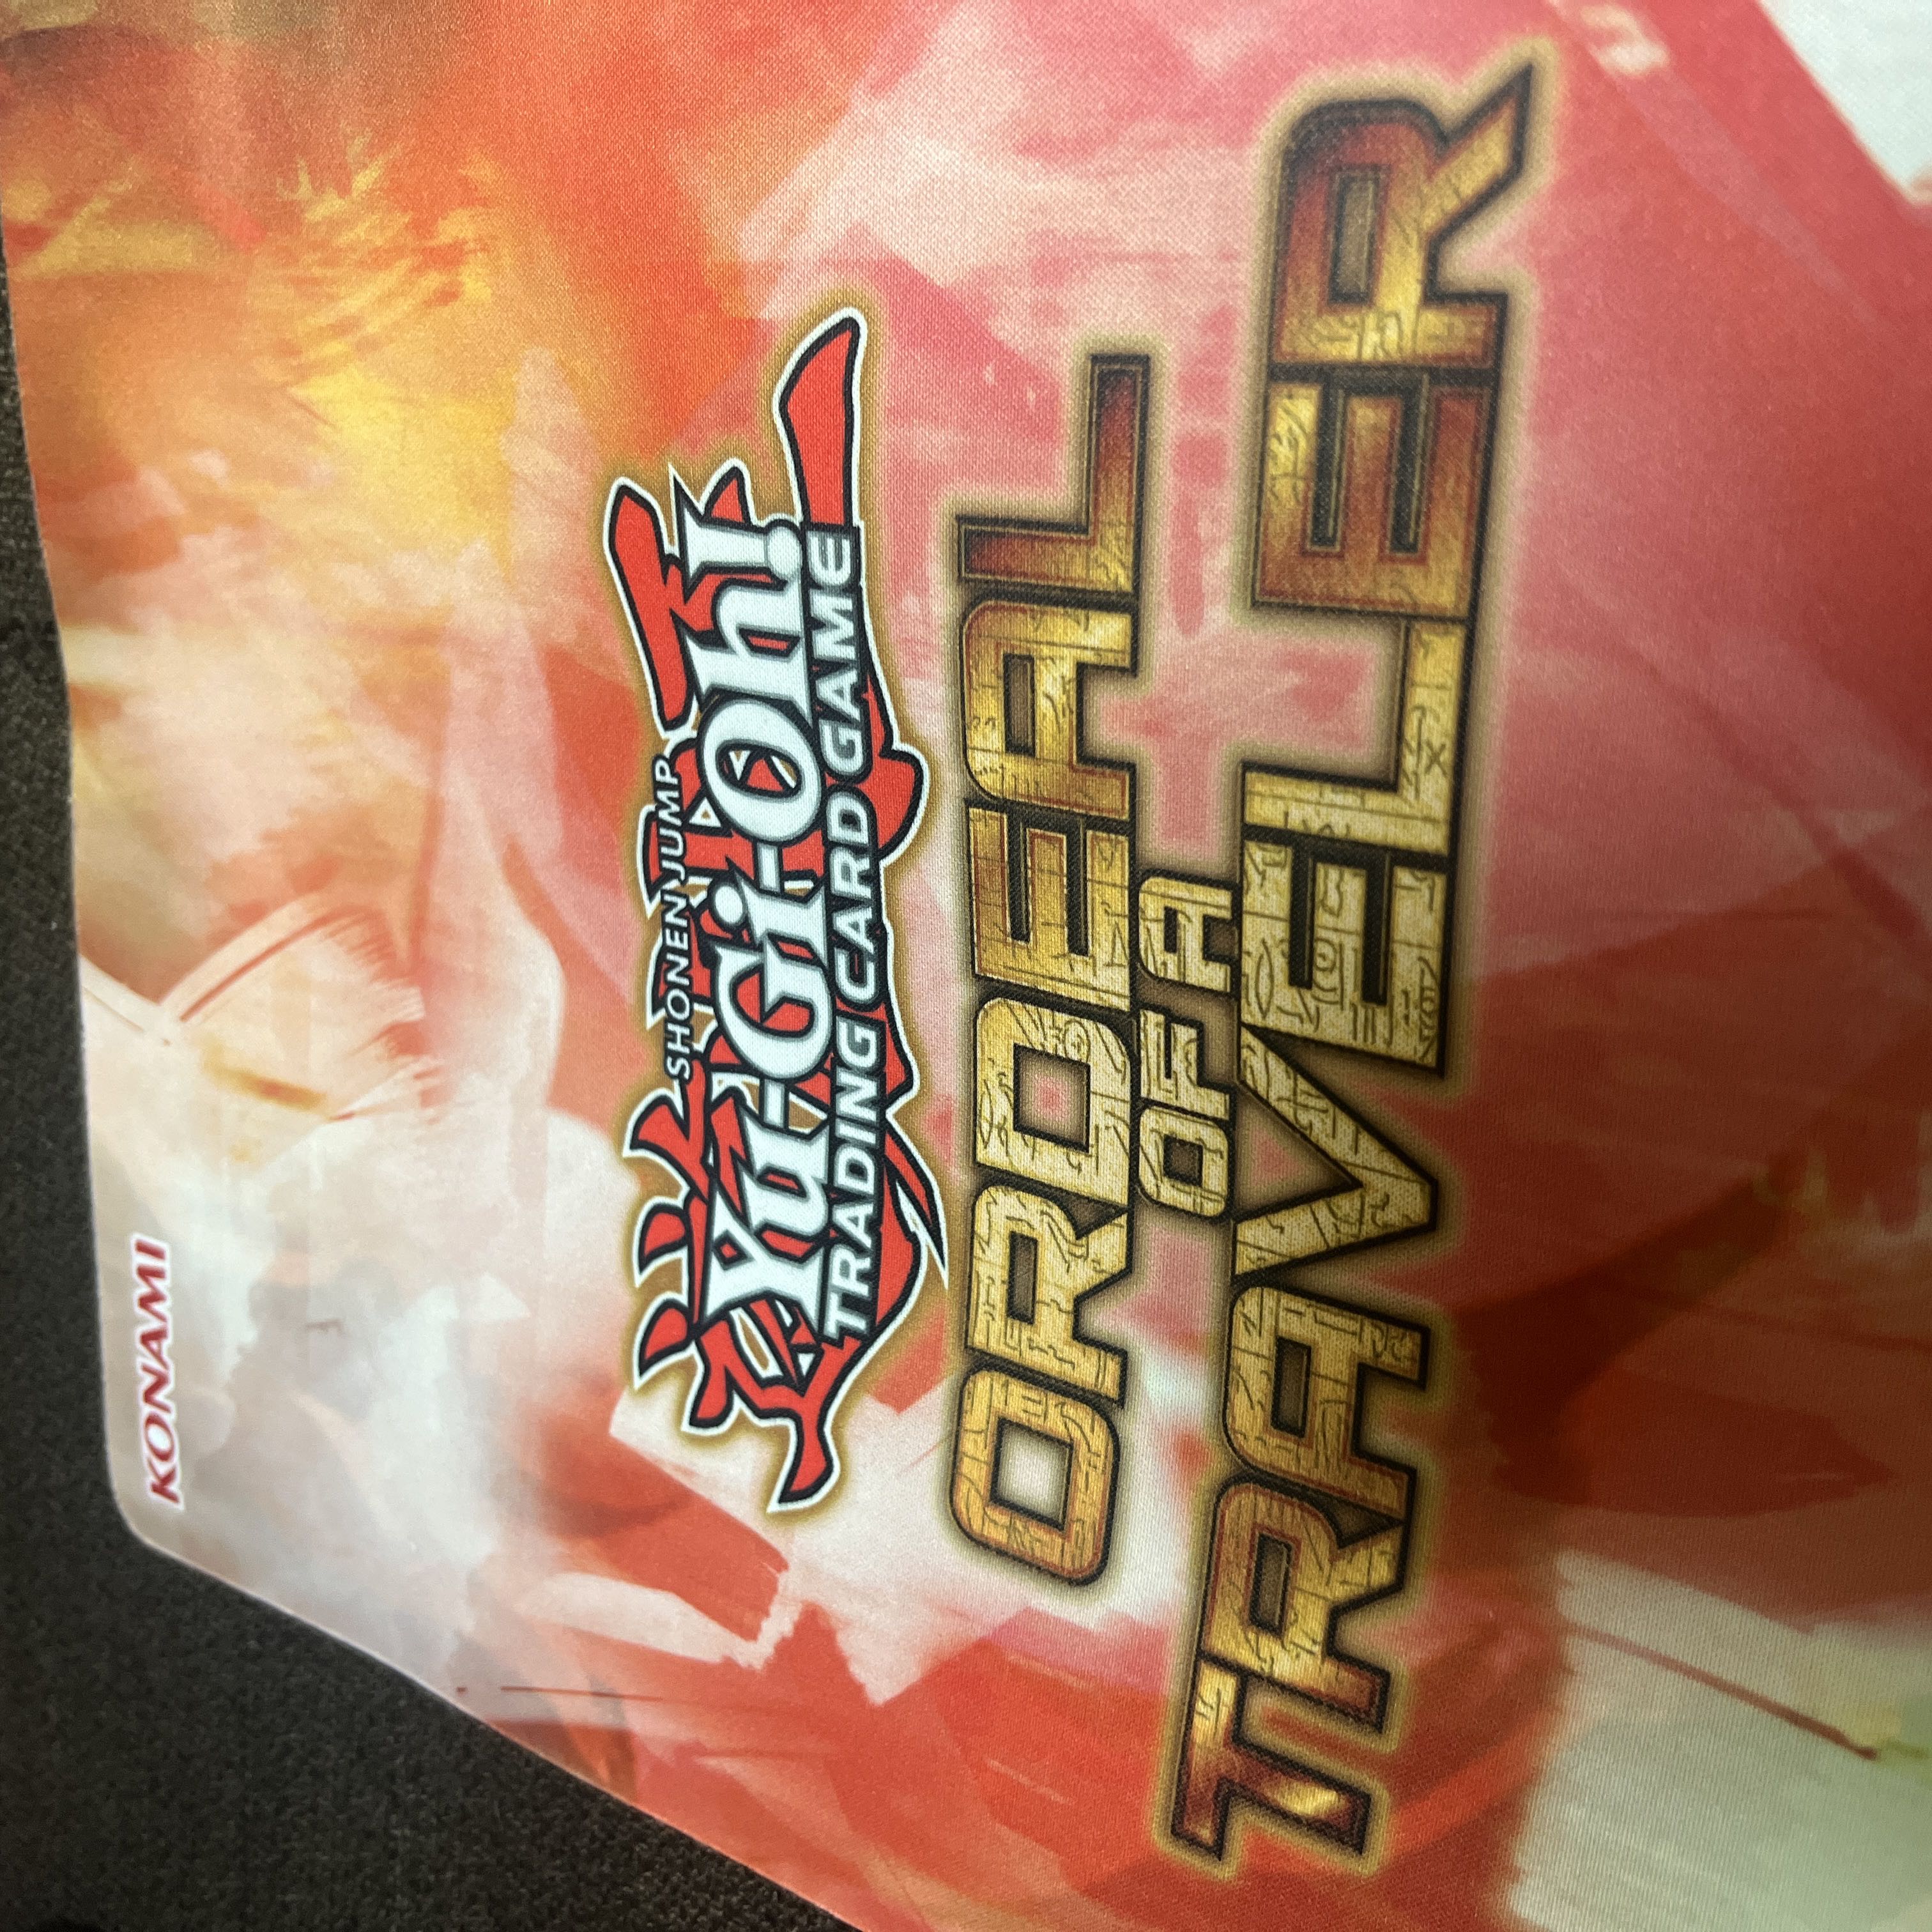 SHONEN JUMP
Yu-Gi-Oh!
TRADING CARD GAME
ORDEAL
OF A
TRAVELER
KONAMI